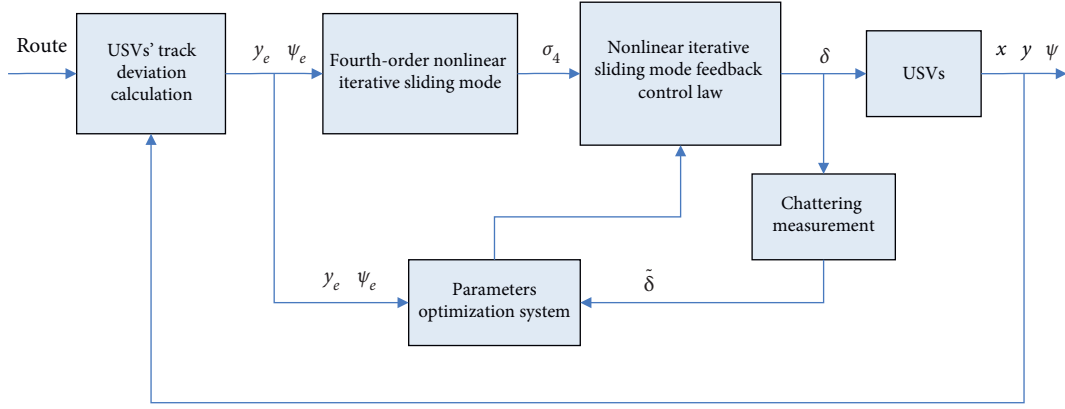 Route
USVs' track
deviation
calculation
y_e ψ_e
Fourth-order nonlinear
iterative sliding mode
σ_4
Nonlinear iterative
sliding mode feedback
control law
δ
USVs
x y ψ
Chattering
measurement
y_e ψ_e
Parameters
optimization system
δ̃